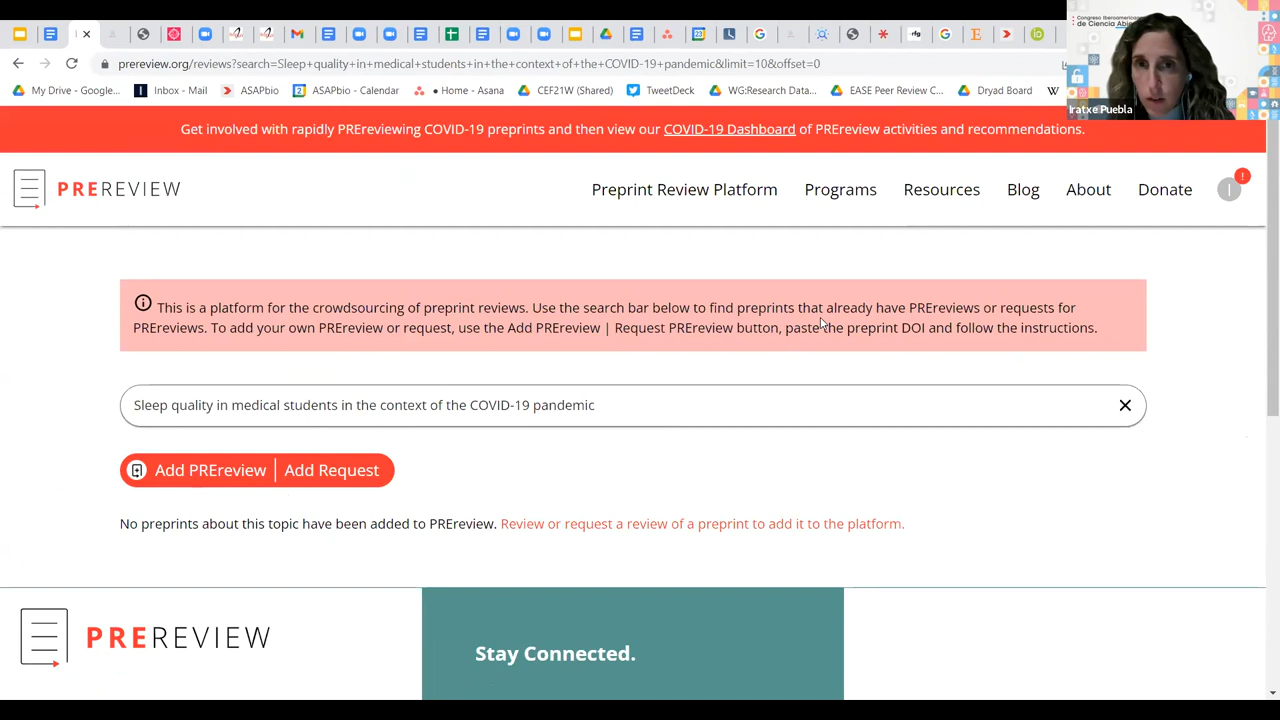 Congreso Iberoamericano
de Ciencia Abierta
prereview.org/reviews?search=Sleep+quality+in+medical+students+in+the+context+of+the+COVID-19+pandemic&limit=10&offset=0
My Drive - Google...
Inbox - Mail
ASAPbio
ASAPbio - Calendar
Home - Asana
CEF21W (Shared)
TweetDeck
WG:Research Data...
EASE Peer Review C...
Dryad Board
Iratxe Puebla
Get involved with rapidly PREreviewing COVID-19 preprints and then view our COVID-19 Dashboard of PREreview activities and recommendations.
PREREVIEW
Preprint Review Platform
Programs
Resources
Blog
About
Donate
I
!
This is a platform for the crowdsourcing of preprint reviews. Use the search bar below to find preprints that already have PREreviews or requests for
PREreviews. To add your own PREreview or request, use the Add PREreview | Request PREreview button, paste the preprint DOI and follow the instructions.
Sleep quality in medical students in the context of the COVID-19 pandemic
Add PREreview | Add Request
No preprints about this topic have been added to PREreview. Review or request a review of a preprint to add it to the platform.
PREREVIEW
Stay Connected.